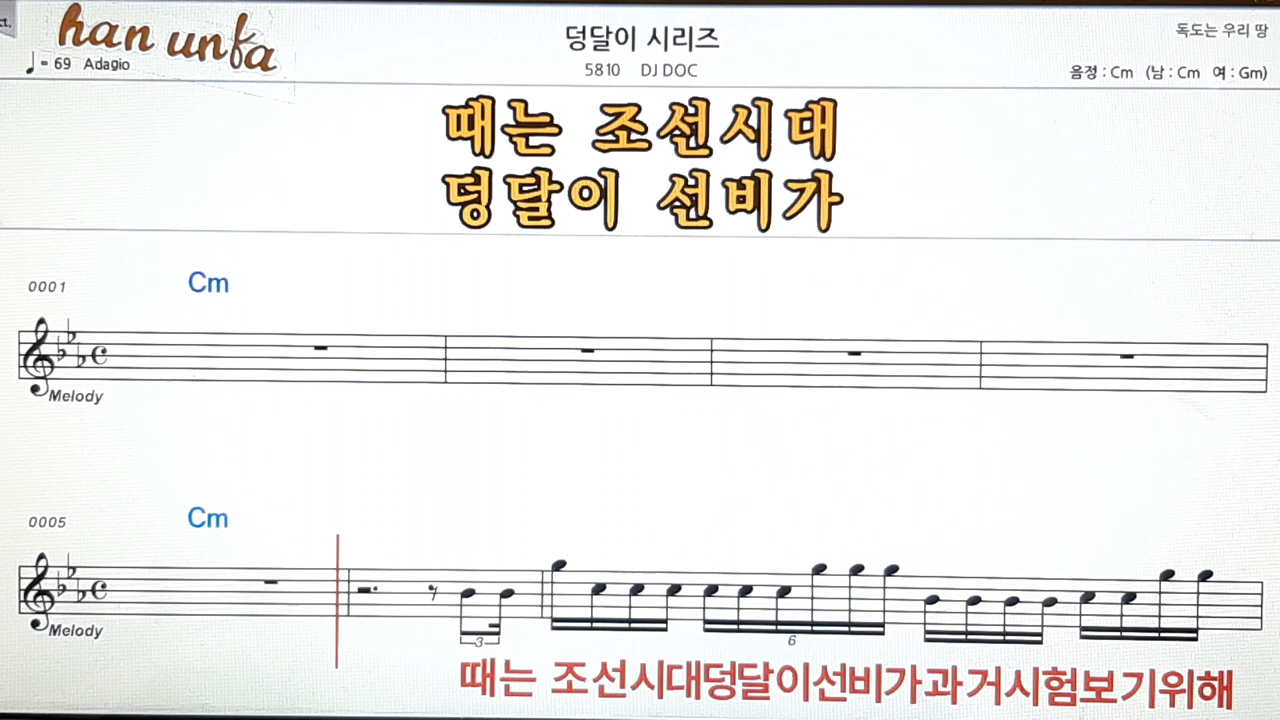 ct.
han unfa
덩달이 시리즈
독도는 우리 땅
♩= 69 Adagio
5810 DJ DOC
음정 : Cm (남 : Cm 여 : Gm)
때는 조선시대
덩달이 선비가
0001
Cm
Melody
0005
Cm
Melody
3
6
때는 조선시대덩달이선비가과거시험보기위해